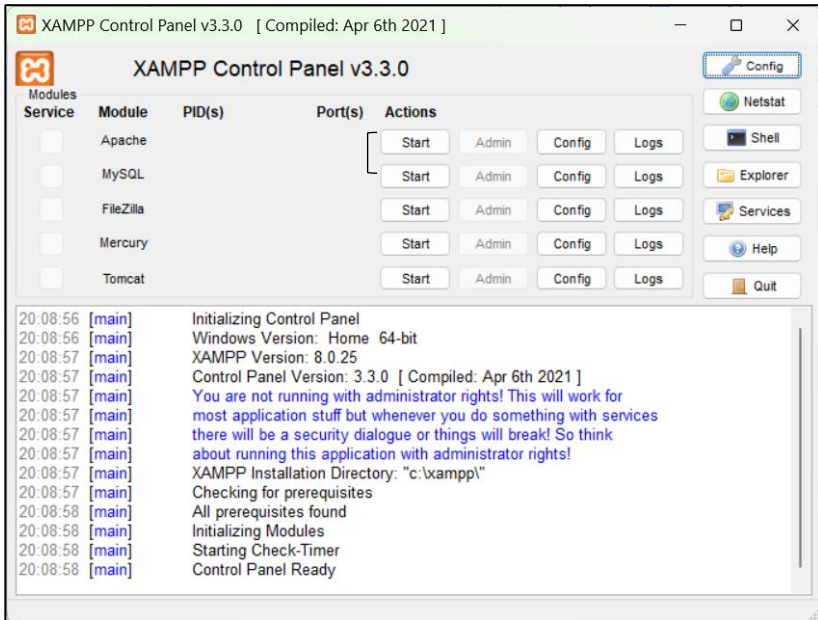 XAMPP Control Panel v3.3.0 [ Compiled: Apr 6th 2021 ]
XAMPP Control Panel v3.3.0
Config
Modules
Service Module PID(s) Port(s) Actions
Netstat
Apache Start Admin Config Logs
Shell
MySQL Start Admin Config Logs
Explorer
FileZilla Start Admin Config Logs
Services
Mercury Start Admin Config Logs
Help
Tomcat Start Admin Config Logs
Quit
20:08:56 [main] Initializing Control Panel
20:08:56 [main] Windows Version: Home 64-bit
20:08:57 [main] XAMPP Version: 8.0.25
20:08:57 [main] Control Panel Version: 3.3.0 [ Compiled: Apr 6th 2021 ]
20:08:57 [main] You are not running with administrator rights! This will work for
20:08:57 [main] most application stuff but whenever you do something with services
20:08:57 [main] there will be a security dialogue or things will break! So think
20:08:57 [main] about running this application with administrator rights!
20:08:57 [main] XAMPP Installation Directory: "c:\xampp\"
20:08:57 [main] Checking for prerequisites
20:08:58 [main] All prerequisites found
20:08:58 [main] Initializing Modules
20:08:58 [main] Starting Check-Timer
20:08:58 [main] Control Panel Ready